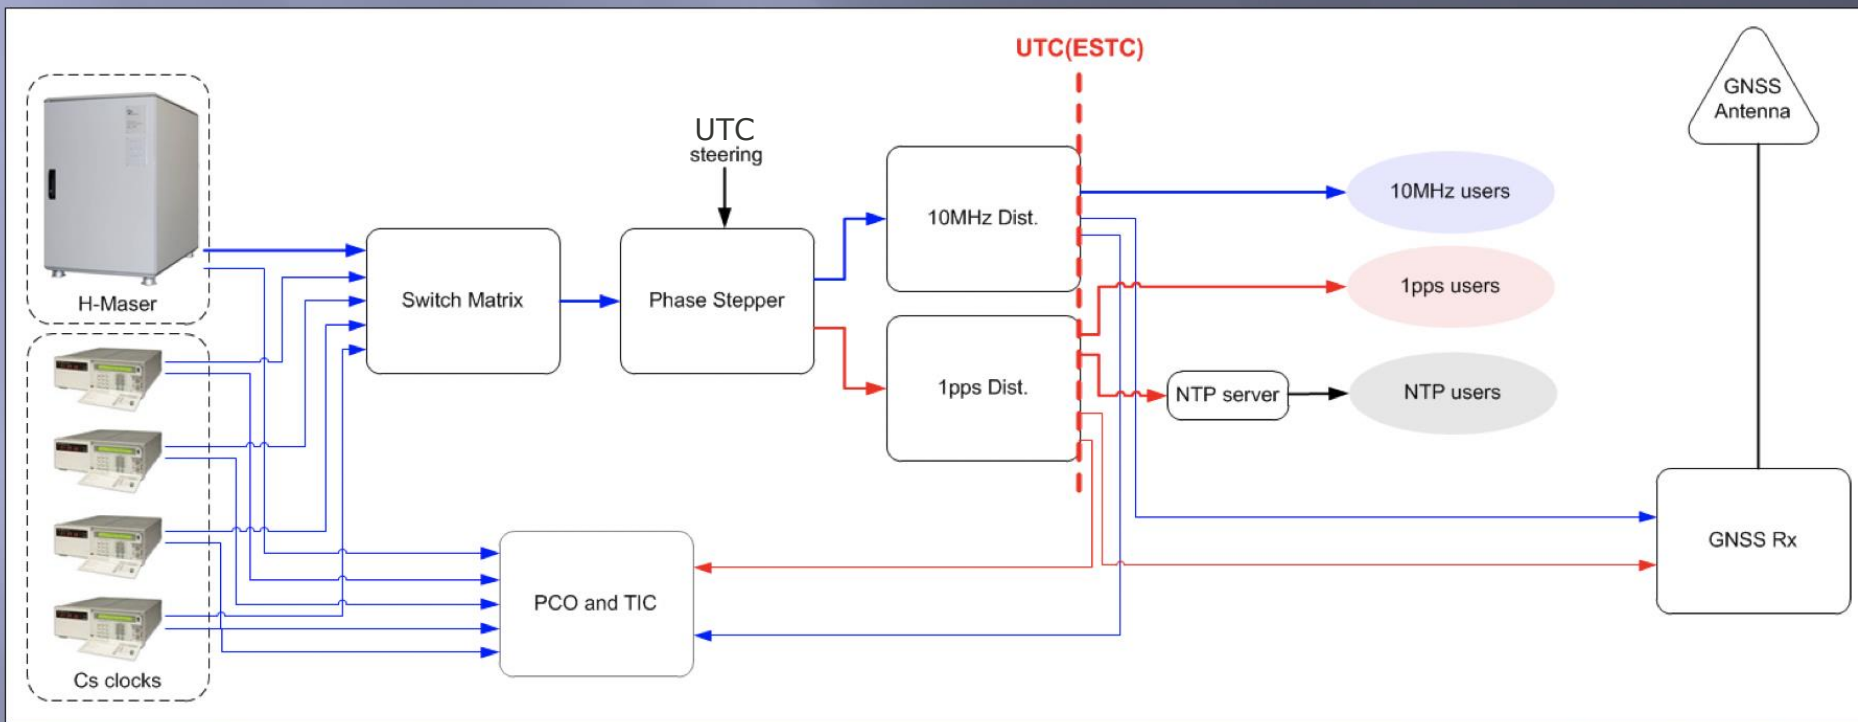 UTC(ESTC)
GNSS
Antenna
UTC
steering
10MHz users
10MHz Dist.
1pps users
H-Maser
Switch Matrix
Phase Stepper
1pps Dist.
NTP server
NTP users
GNSS Rx
PCO and TIC
Cs clocks